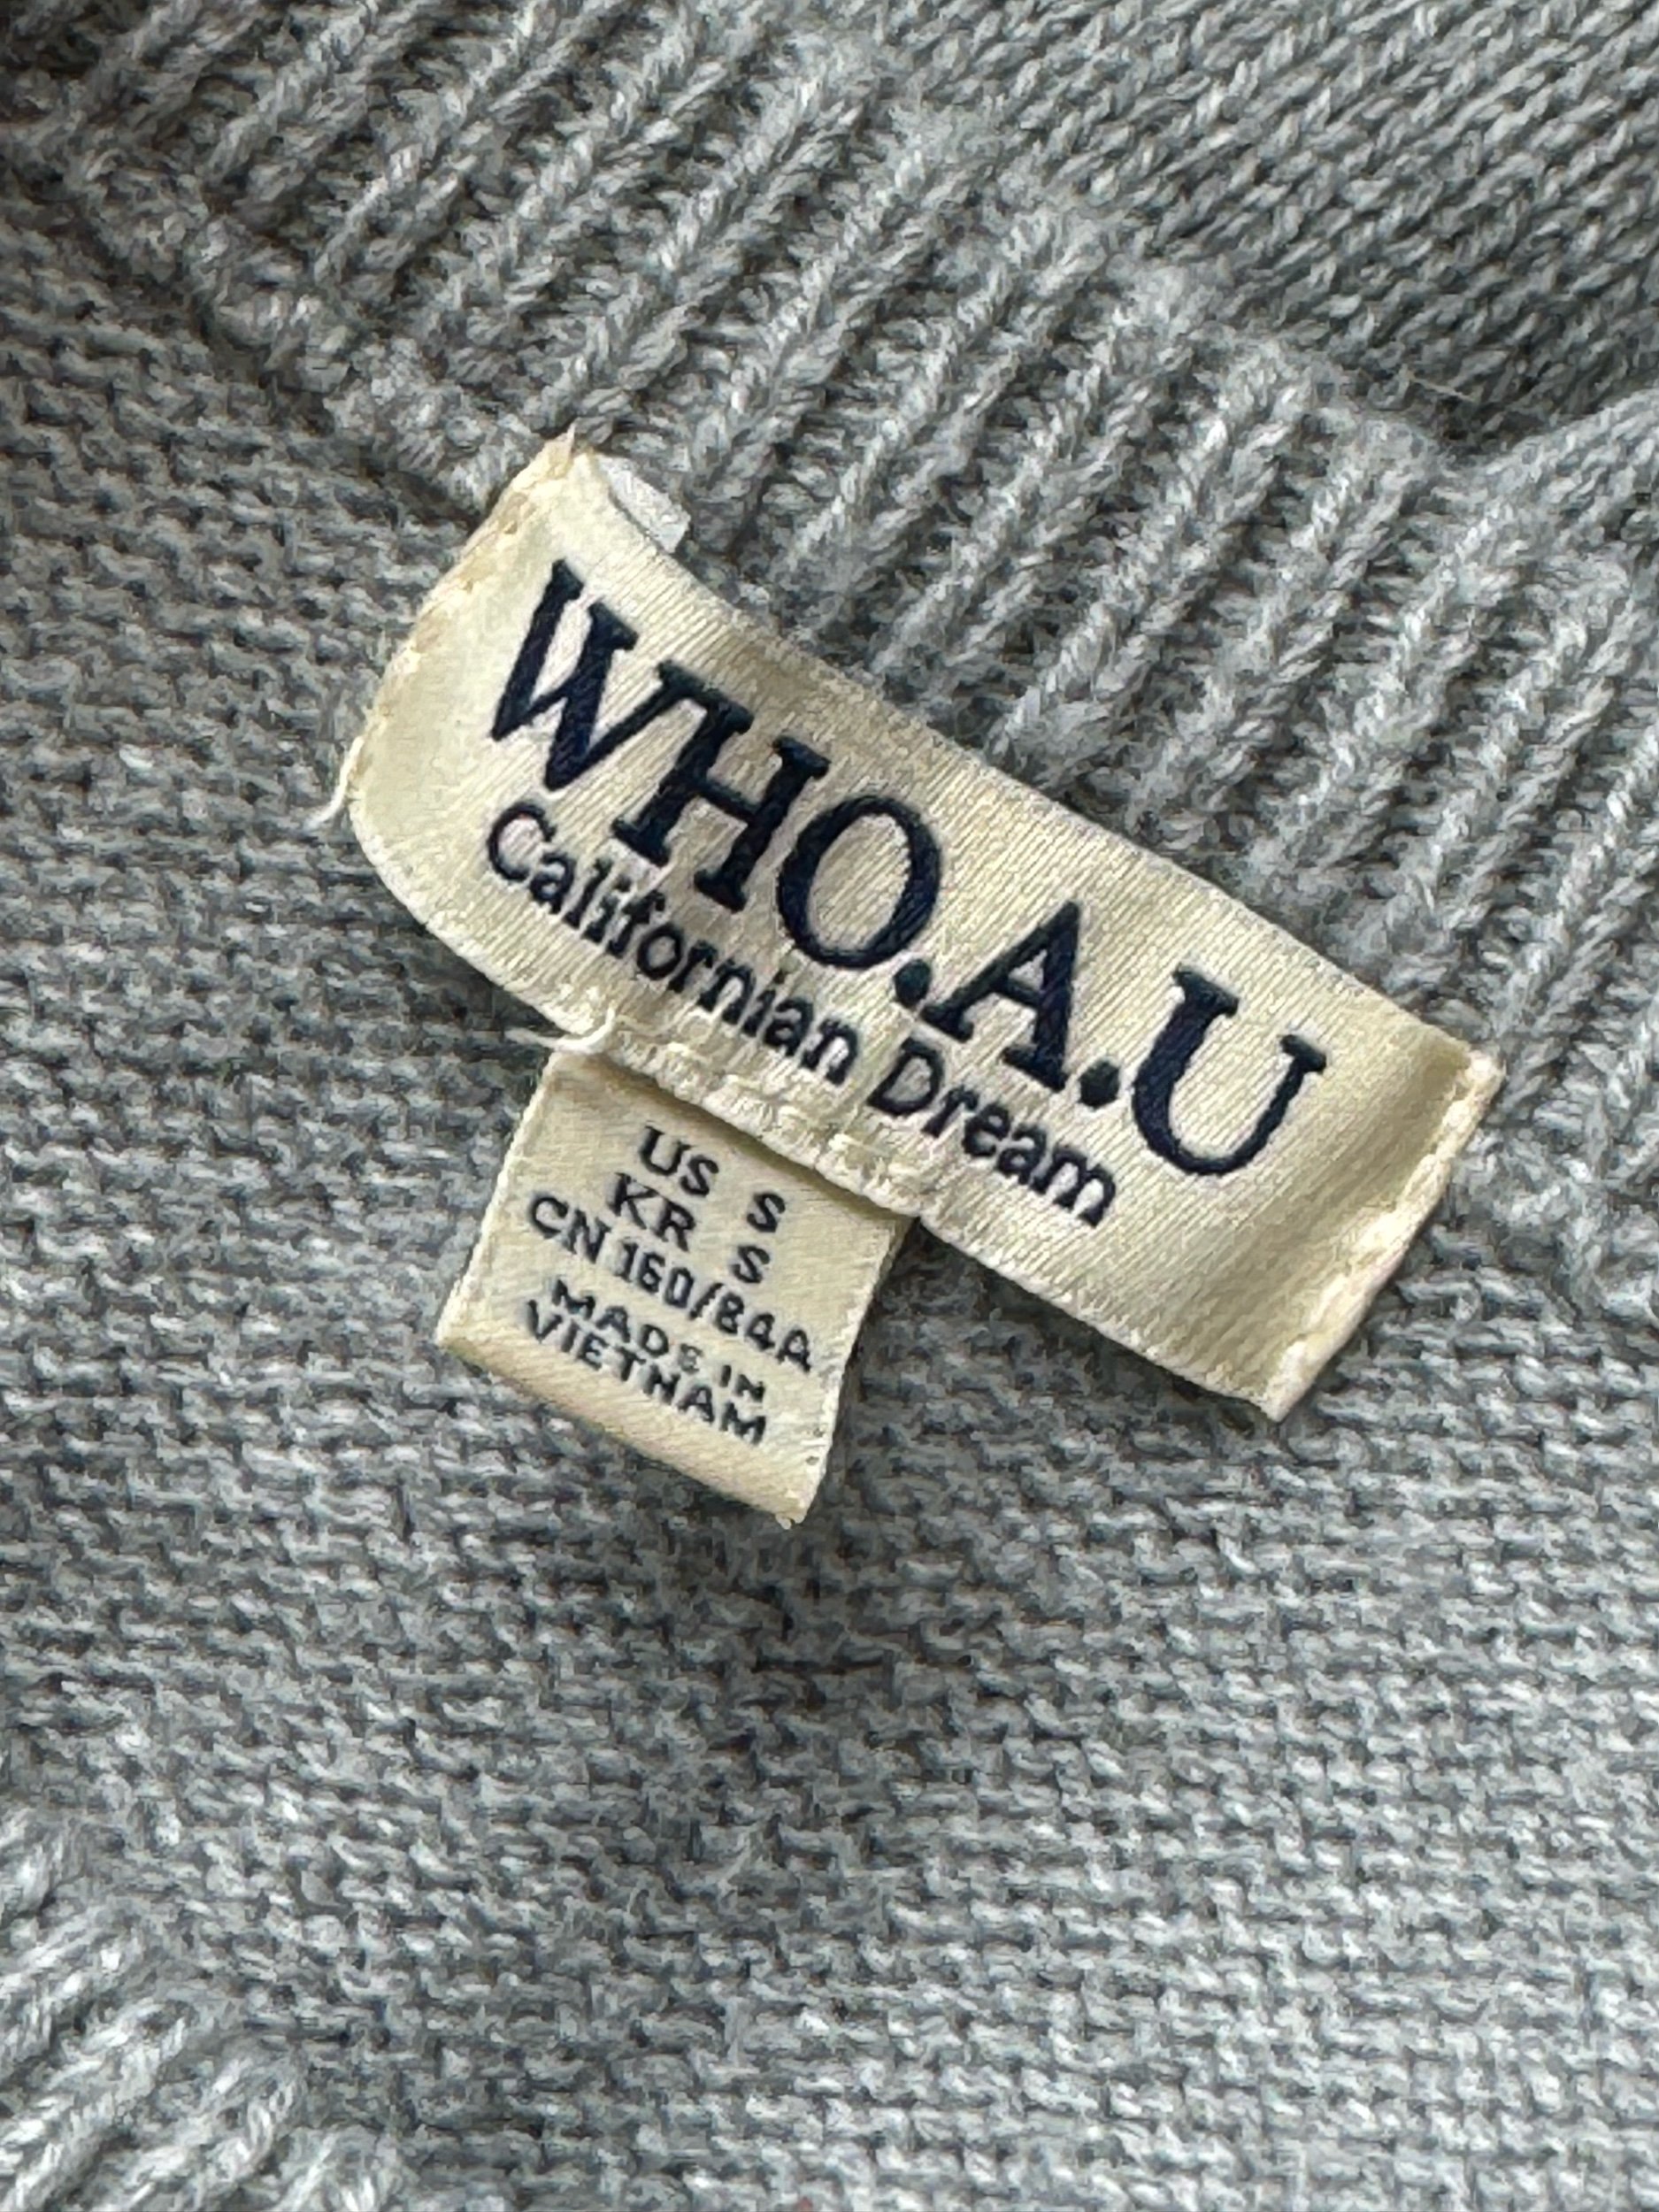 WHO.A.U
Californian Dream
US S
KR S
CN 160/84A
MADE IN
VIETNAM